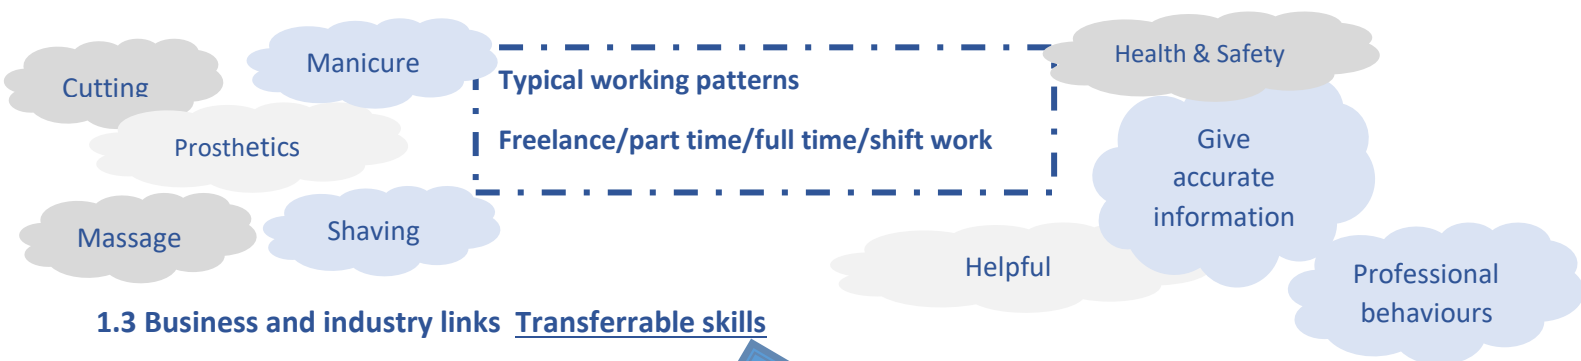 Cutting
Manicure
Prosthetics
Massage
Shaving
Typical working patterns
Freelance/part time/full time/shift work
Health & Safety
Give
accurate
information
Helpful
Professional
behaviours
1.3 Business and industry links Transferrable skills